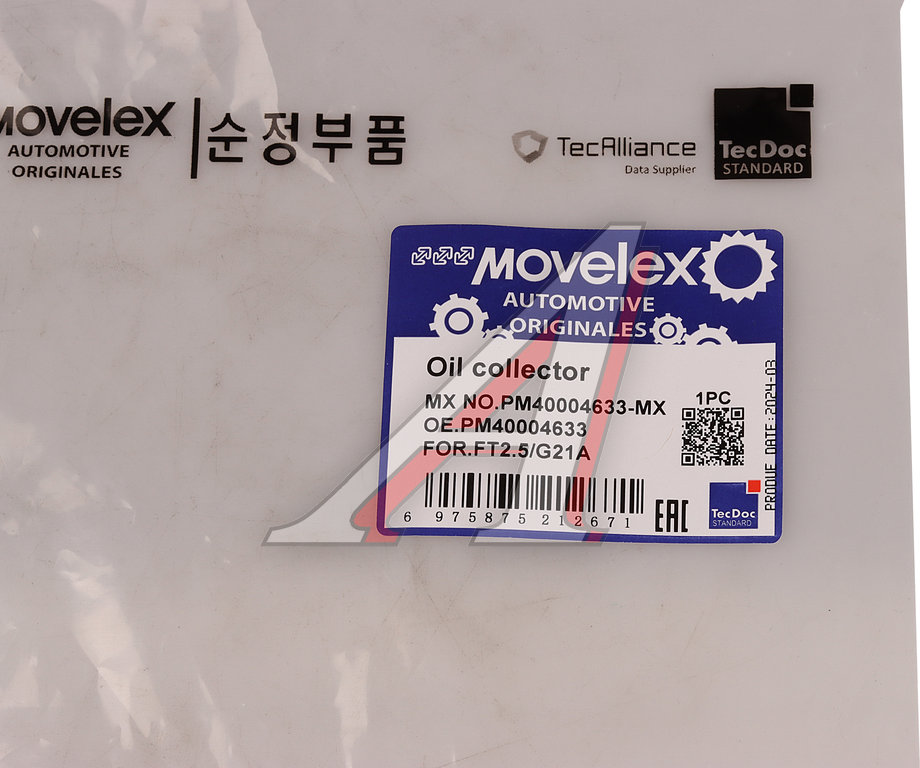 MOVELEX
AUTOMOTIVE
ORIGINALES
순정부품
TecAlliance
Data Supplier
TecDoc
STANDARD
MOVELEX
AUTOMOTIVE
ORIGINALES
Oil collector
MX NO.PM40004633-MX
OE.PM40004633
FOR.FT2.5/G21A
1PC
PRODUE DATE:2024-03
6 975875 212671
EAC
TecDoc
STANDARD